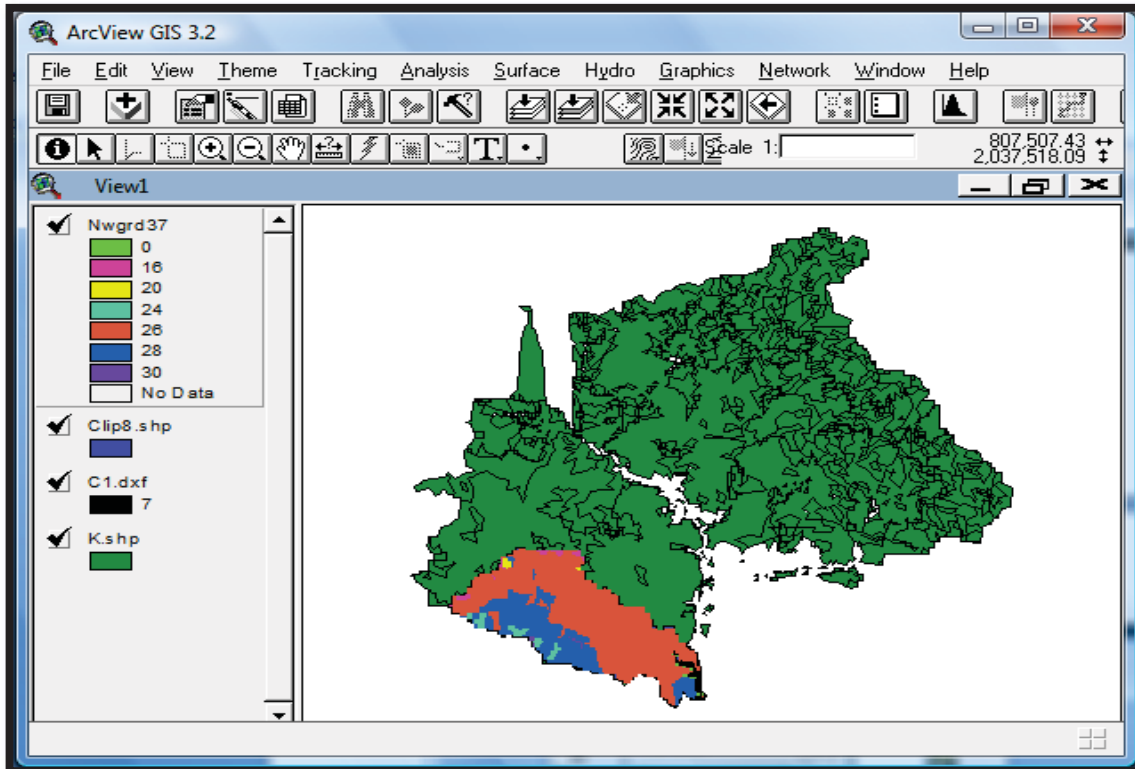 ArcView GIS 3.2
File Edit View Theme Tracking Analysis Surface Hydro Graphics Network Window Help
T
Scale 1:
807,507.43
2,037,518.09
View1
Nwgrd37
0
16
20
24
26
28
30
No Data
Clip8.shp
C1.dxf
7
K.shp